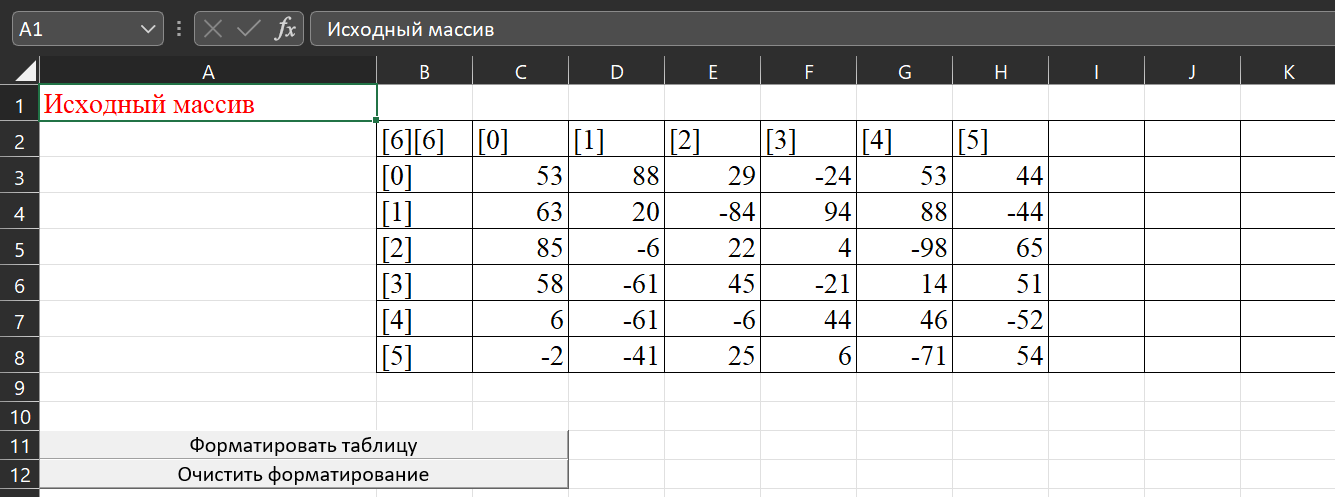 A1 fx Исходный массив
A B C D E F G H I J K
1 Исходный массив
2 [6][6] [0] [1] [2] [3] [4] [5]
3 [0] 53 88 29 -24 53 44
4 [1] 63 20 -84 94 88 -44
5 [2] 85 -6 22 4 -98 65
6 [3] 58 -61 45 -21 14 51
7 [4] 6 -61 -6 44 46 -52
8 [5] -2 -41 25 6 -71 54
9
10
11 Форматировать таблицу
12 Очистить форматирование